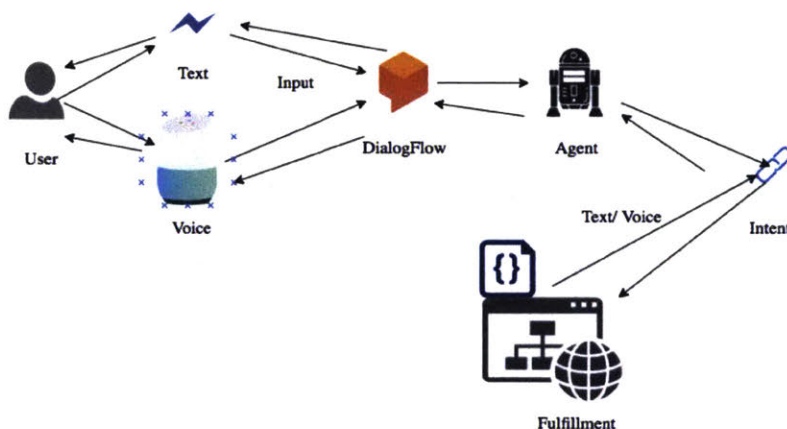 Text
Input
User
DialogFlow
Agent
Voice
Text/ Voice
Intent
{}
Fulfillment